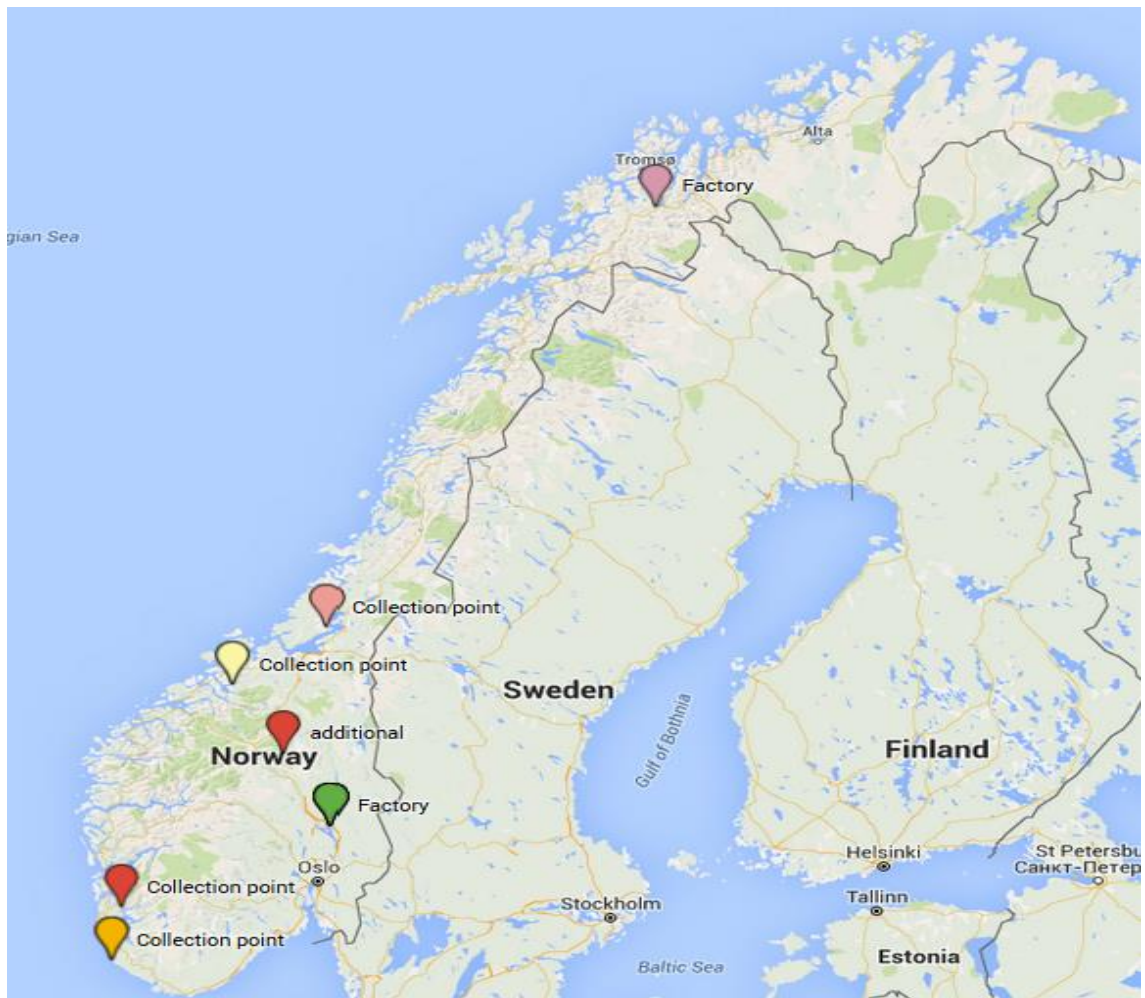 Alta
Tromsø
Factory
gian Sea
Collection point
Collection point
Sweden
additional
Norway
Gulf of Bothnia
Finland
Factory
Oslo
Helsinki
St Petersbu
Санкт-Петер
Collection point
Stockholm
Tallinn
Collection point
Estonia
Baltic Sea